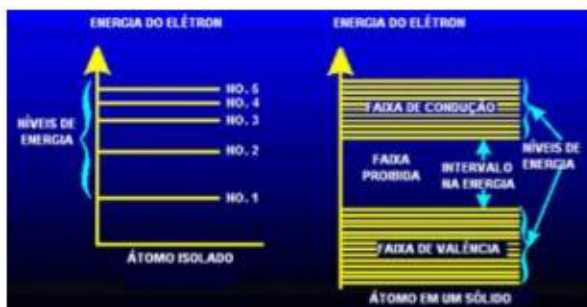 ENERGIA DO ELÉTRON
NO. 5
NO. 4
NO. 3
NÍVEIS DE
ENERGIA
NO. 2
NO. 1
ÁTOMO ISOLADO
ENERGIA DO ELÉTRON
FAIXA DE CONDUÇÃO
FAIXA
PROIBIDA
INTERVALO
NA ENERGIA
NÍVEIS DE
ENERGIA
FAIXA DE VALÊNCIA
ÁTOMO EM UM SÓLIDO